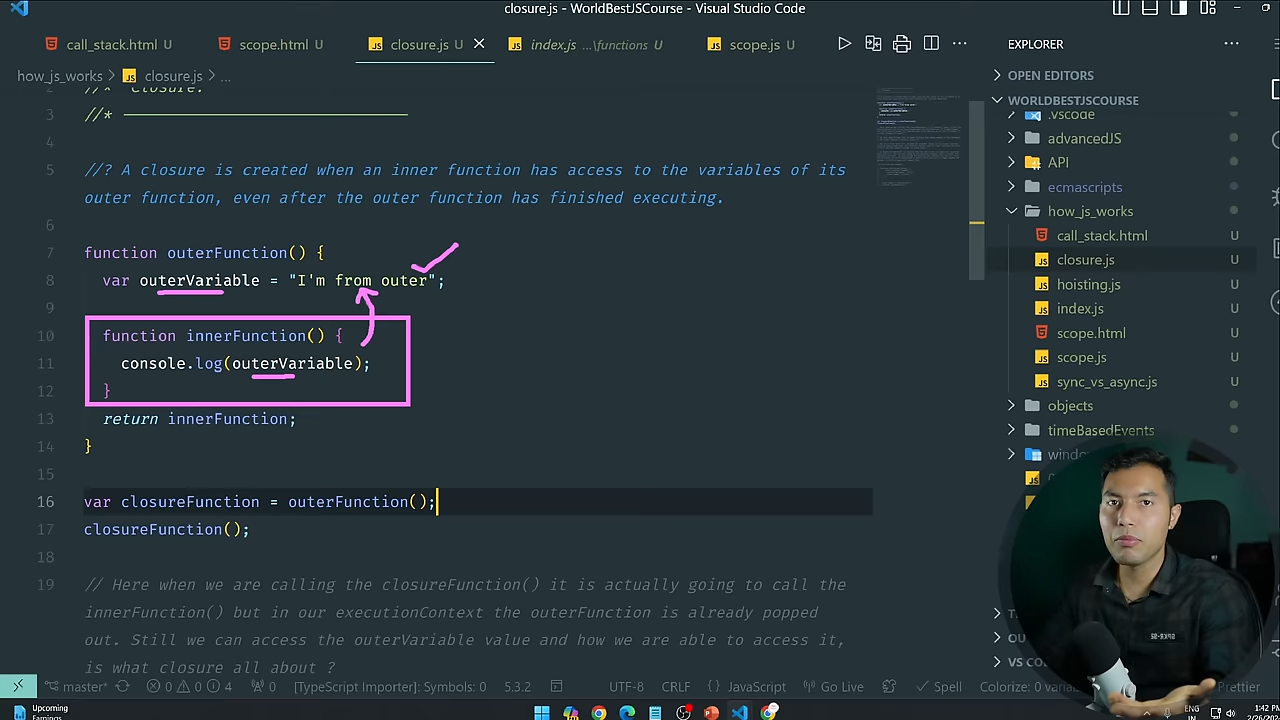 closure.js - WorldBestJSCourse - Visual Studio Code
call_stack.html U
scope.html U
closure.js U
index.js ...\functions U
scope.js U
how_js_works > closure.js > ...
2 //* Closure:
3 //*
4
5 //? A closure is created when an inner function has access to the variables of its
outer function, even after the outer function has finished executing.
6
7 function outerFunction() {
8 var outerVariable = "I'm from outer";
9
10 function innerFunction() {
11 console.log(outerVariable);
12 }
13 return innerFunction;
14 }
15
16 var closureFunction = outerFunction();
17 closureFunction();
18
19 // Here when we are calling the closureFunction() it is actually going to call the
innerFunction() but in our executionContext the outerFunction is already popped
out. Still we can access the outerVariable value and how we are able to access it,
is what closure all about ?
EXPLORER
OPEN EDITORS
WORLDBESTJSCOURSE
.vscode
advancedJS
API
ecmascripts
how_js_works
call_stack.html U
closure.js U
hoisting.js U
index.js U
scope.html U
scope.js U
sync_vs_async.js U
objects
timeBasedEvents
VS CO
master*
0 0 4
0
[TypeScript Importer]: Symbols: 0
5.3.2
UTF-8
CRLF
{} JavaScript
Go Live
Spell
Colorize: 0 varia
Prettier
Upcoming
Earnings
ENG
IN
1:42 PM